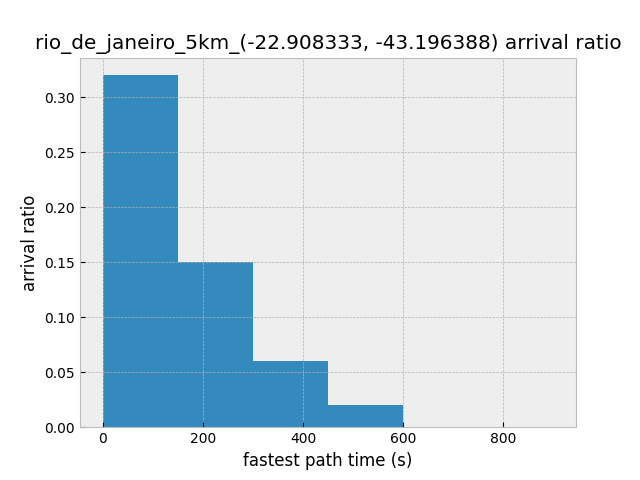 rio_de_janeiro_5km_(-22.908333, -43.196388) arrival ratio
0.30
0.25
0.20
0.15
0.10
0.05
0.00
arrival ratio
0 200 400 600 800
fastest path time (s)